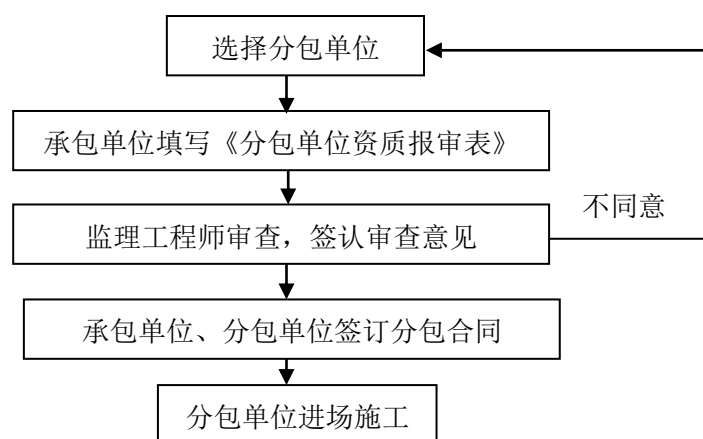 选择分包单位
承包单位填写《分包单位资质报审表》
不同意
监理工程师审查，签认审查意见
承包单位、分包单位签订分包合同
分包单位进场施工